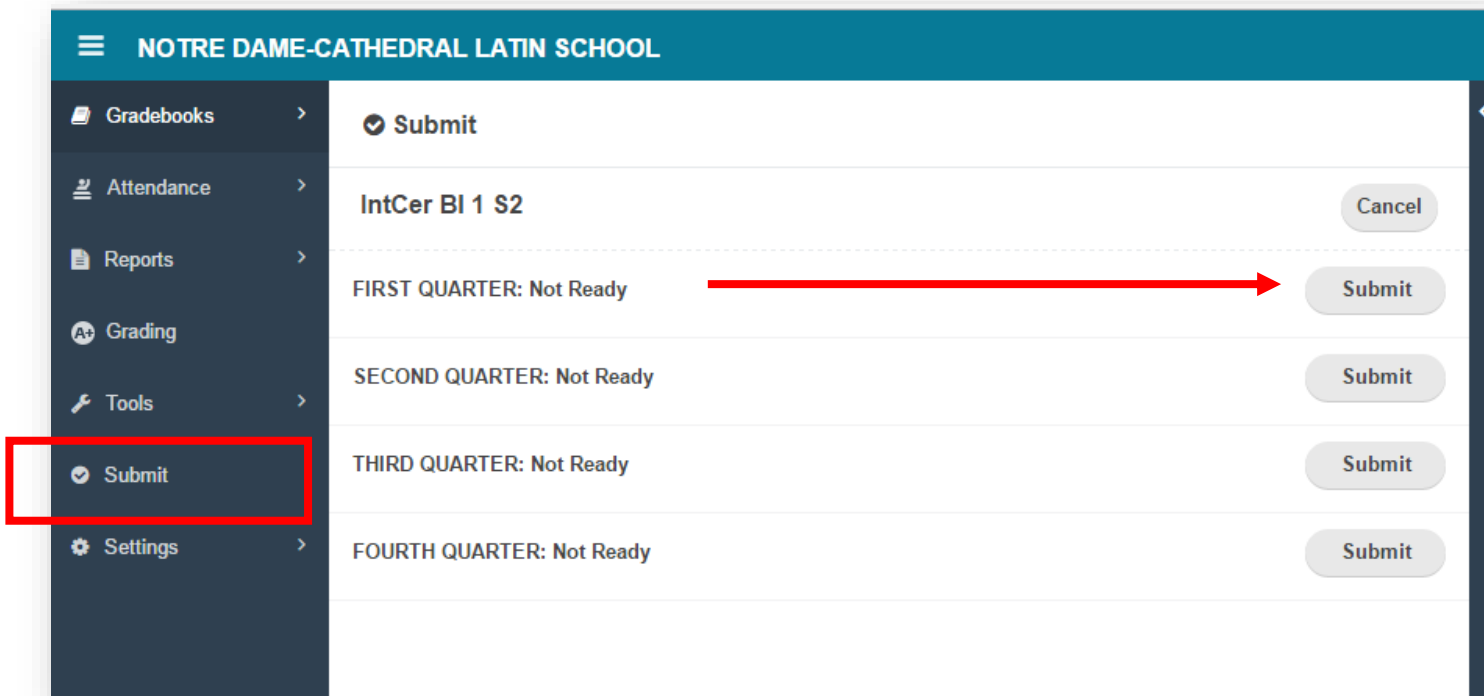 NOTRE DAME-CATHEDRAL LATIN SCHOOL
Gradebooks
Attendance
Reports
A+ Grading
Tools
Submit
Settings
Submit
IntCer Bl 1 S2
Cancel
FIRST QUARTER: Not Ready
Submit
SECOND QUARTER: Not Ready
Submit
THIRD QUARTER: Not Ready
Submit
FOURTH QUARTER: Not Ready
Submit